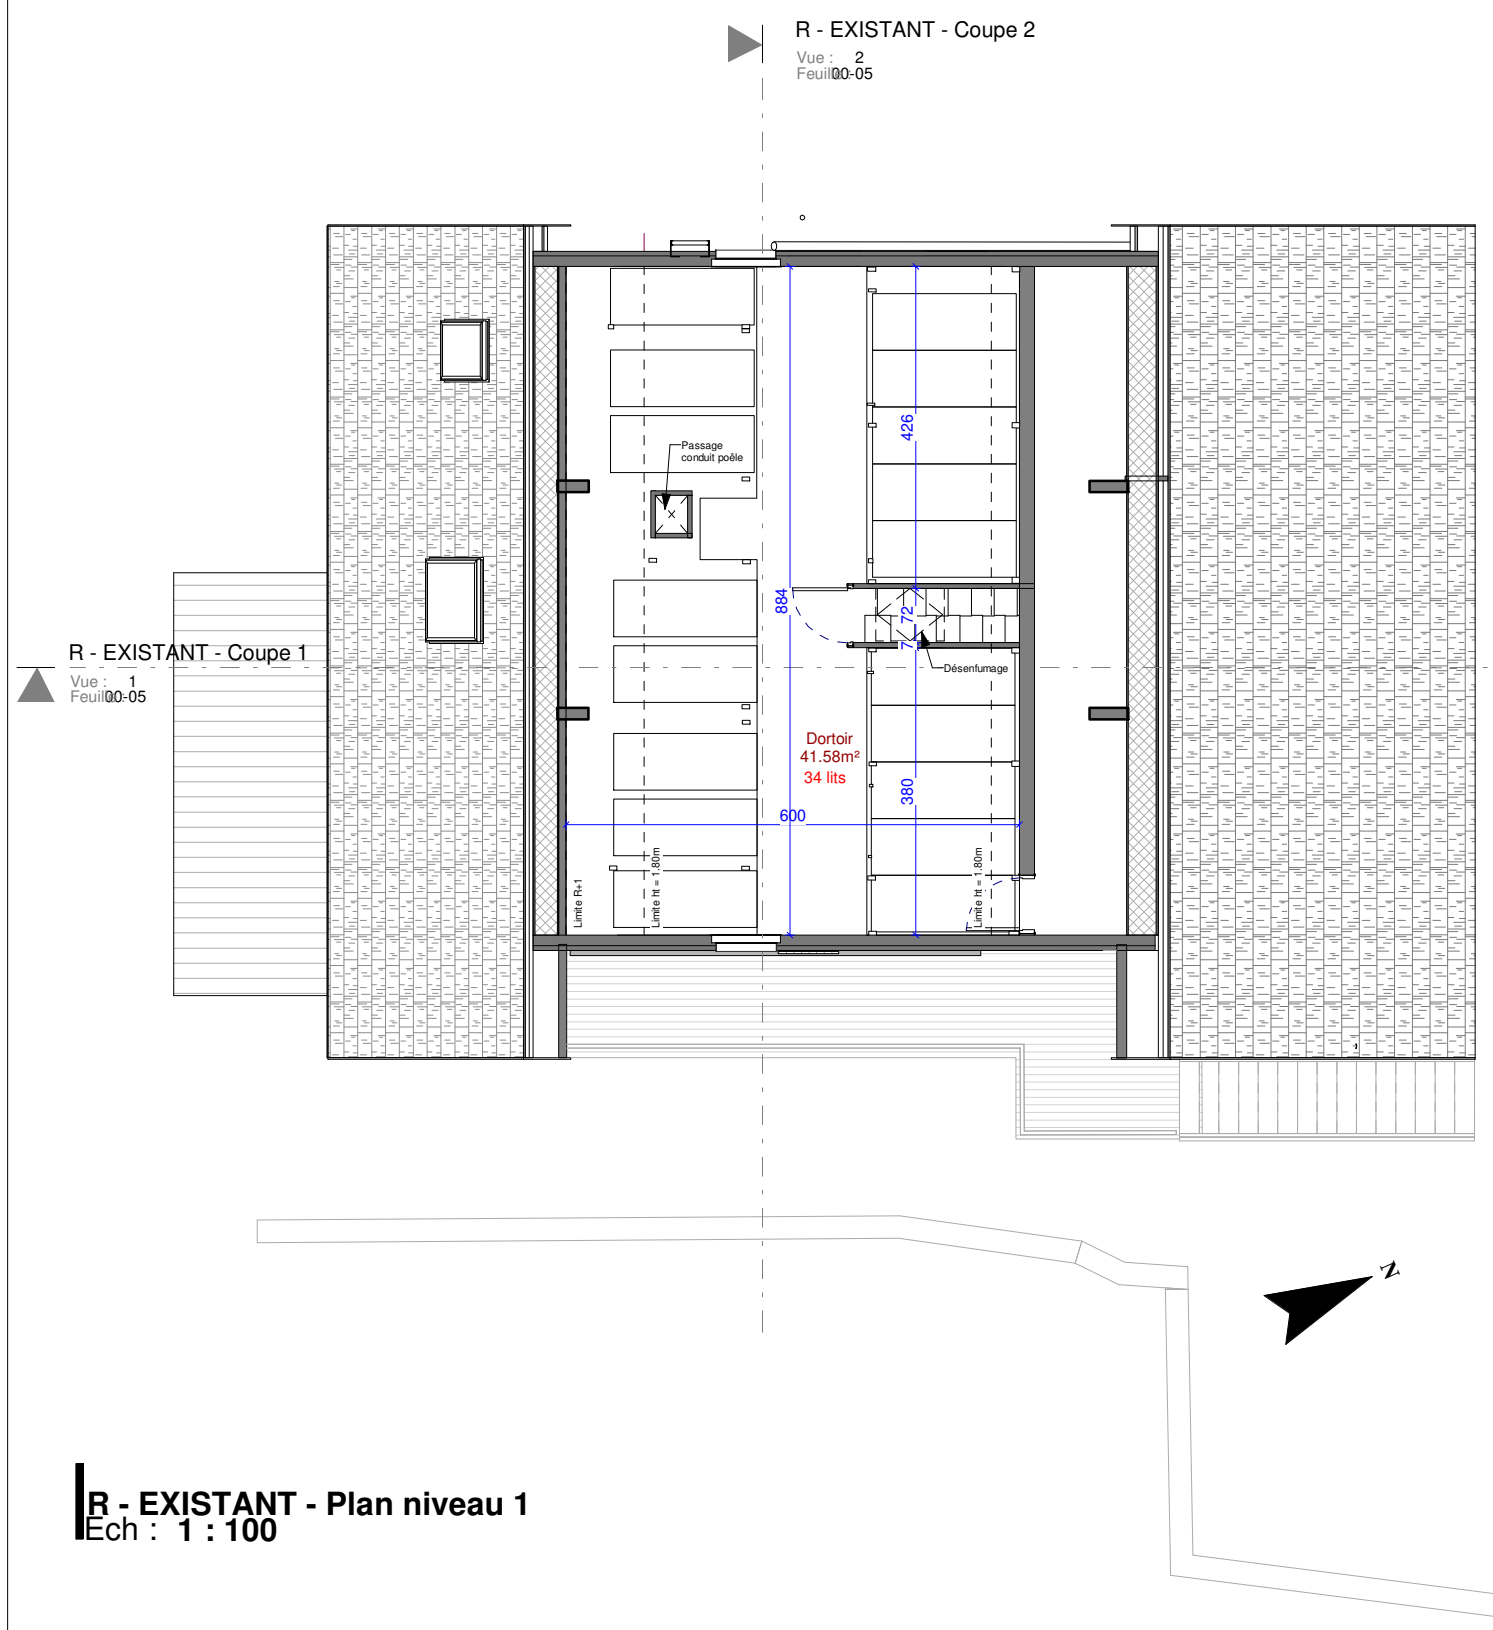 R - EXISTANT - Coupe 2
Vue : 2
Feuille : 00-05
Passage
conduit poêle
426
884
72
7
Désenfumage
R - EXISTANT - Coupe 1
Vue : 1
Feuille : 00-05
Dortoir
41.58m²
34 lits
380
600
Limite R+1
Limite ht = 1.80m
Limite ht = 1.80m
N
R - EXISTANT - Plan niveau 1
Ech : 1 : 100